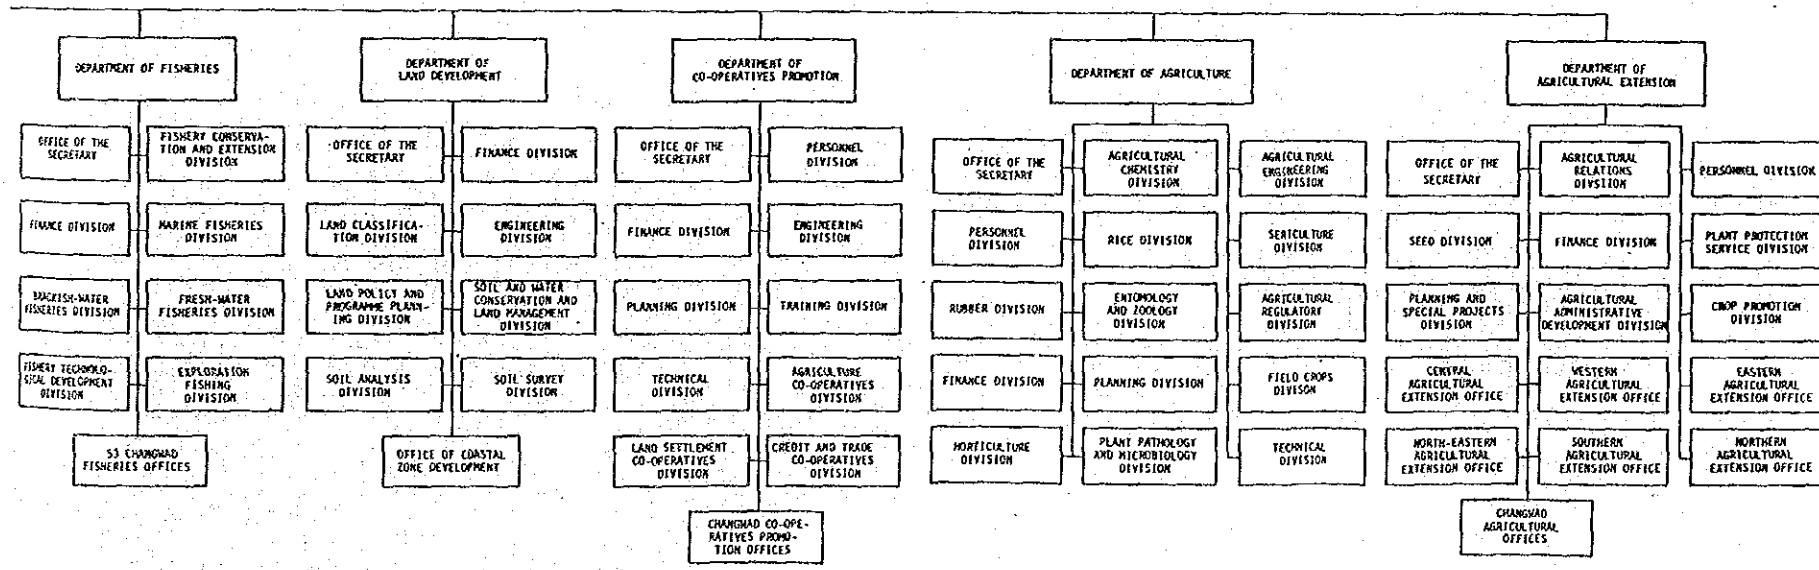 DEPARTMENT OF FISHERIES
DEPARTMENT OF
LAND DEVELOPMENT
DEPARTMENT OF
CO-OPERATIVES PROMOTION
DEPARTMENT OF AGRICULTURE
DEPARTMENT OF
AGRICULTURAL EXTENSION
OFFICE OF THE
SECRETARY
FISHERY CONSERVA-
TION AND EXTENSION
DIVISION
FINANCE DIVISION
MARINE FISHERIES
DIVISION
BRACKISH-WATER
FISHERIES DIVISION
FRESH-WATER
FISHERIES DIVISION
FISHERY TECHNOLO-
GICAL DEVELOPMENT
DIVISION
EXPLORATION
FISHING
DIVISION
53 CHANGWAD
FISHERIES OFFICES
OFFICE OF THE
SECRETARY
FINANCE DIVISION
LAND CLASSIFICA-
TION DIVISION
ENGINEERING
DIVISION
LAND POLICY AND
PROGRAMME PLANN-
ING DIVISION
SOIL AND WATER
CONSERVATION AND
LAND MANAGEMENT
DIVISION
SOIL ANALYSIS
DIVISION
SOIL SURVEY
DIVISION
OFFICE OF COASTAL
ZONE DEVELOPMENT
OFFICE OF THE
SECRETARY
PERSONNEL
DIVISION
FINANCE DIVISION
ENGINEERING
DIVISION
PLANNING DIVISION
TRAINING DIVISION
TECHNICAL
DIVISION
AGRICULTURE
CO-OPERATIVES
DIVISION
LAND SETTLEMENT
CO-OPERATIVES
DIVISION
CREDIT AND TRADE
CO-OPERATIVES
DIVISION
CHANGWAD CO-OPE-
RATIVES PROMO-
TION OFFICES
OFFICE OF THE
SECRETARY
AGRICULTURAL
CHEMISTRY
DIVISION
AGRICULTURAL
ENGINEERING
DIVISION
PERSONNEL
DIVISION
RICE DIVISION
SERICULTURE
DIVISION
RUBBER DIVISION
ENTOMOLOGY
AND ZOOLOGY
DIVISION
AGRICULTURAL
REGULATORY
DIVISION
FINANCE DIVISION
PLANNING DIVISION
FIELD CROPS
DIVISON
HORTICULTURE
DIVISION
PLANT PATHOLOGY
AND MICROBIOLOGY
DIVISION
TECHNICAL
DIVISION
OFFICE OF THE
SECRETARY
AGRICULTURAL
RELATIONS
DIVSIION
PERSONNEL DIVISION
SEED DIVISION
FINANCE DIVISION
PLANT PROTECTION
SERVICE DIVISION
PLANNING AND
SPECIAL PROJECTS
DIVISION
AGRICULTURAL
ADMINISTRATIVE
DEVELOPMENT DIVISION
CROP PROMOTION
DIVISION
CENTRAL
AGRICULTURAL
EXTENSION OFFICE
WESTERN
AGRICULTURAL
EXTENSION OFFICE
EASTERN
AGRICULTURAL
EXTENSION OFFICE
NORTH-EASTERN
AGRICULTURAL
EXTENSION OFFICE
SOUTHERN
AGRICULTURAL
EXTENSION OFFICE
NORTHERN
AGRICULTURAL
EXTENSION OFFICE
CHANGWAD
AGRICULTURAL
OFFICES